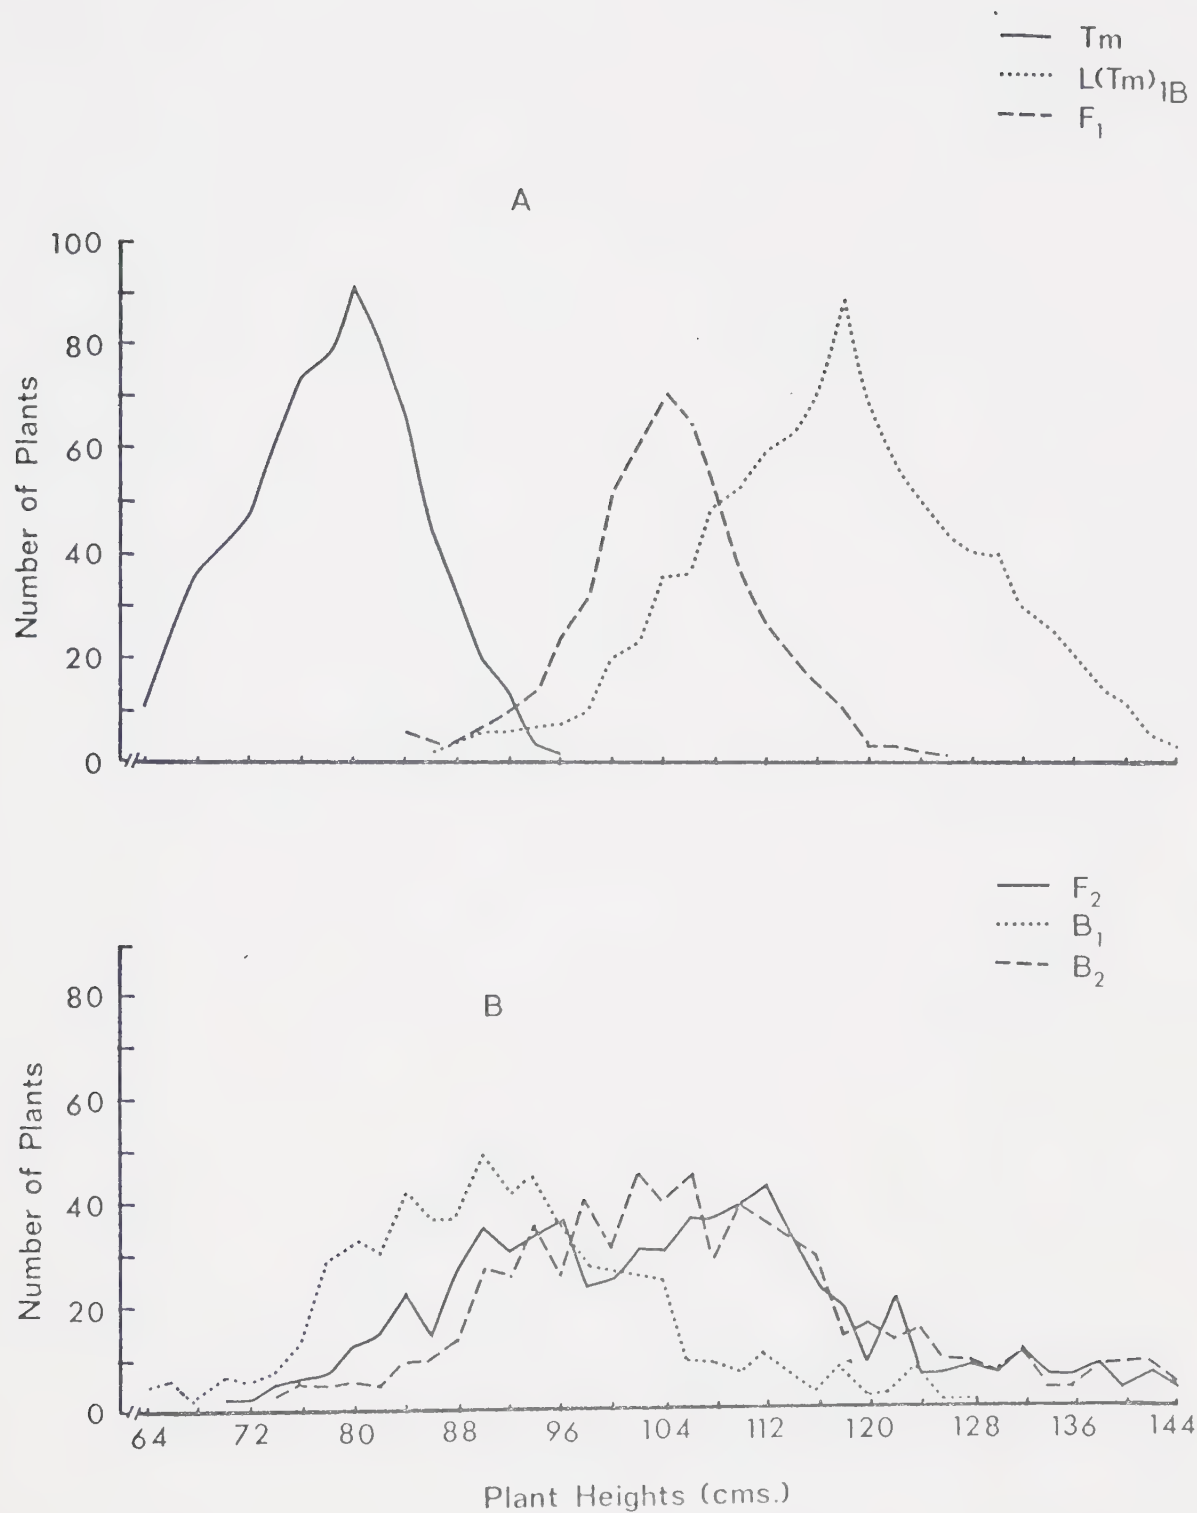 Tm
L(Tm)1B
F1
A
100
80
60
40
20
0
Number of Plants
F2
B1
B2
B
80
60
40
20
0
Number of Plants
64 72 80 88 96 104 112 120 128 136 144
Plant Heights (cms.)